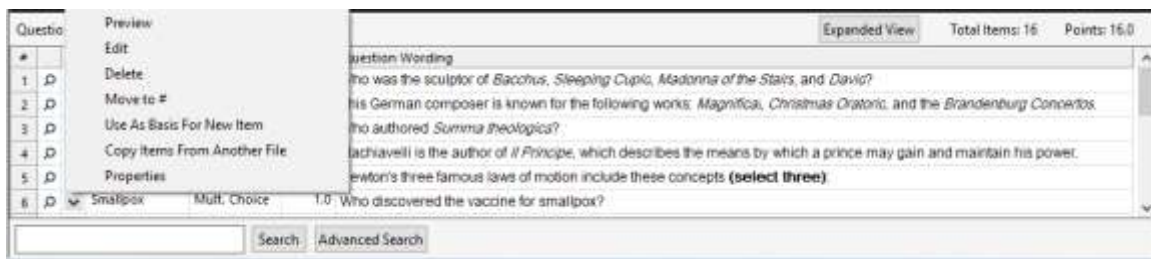 Questio Preview Expanded View Total Items: 16 Points: 16.0
Edit
# uestion Wording
Delete
1 ho was the sculptor of Bacchus, Sleeping Cupic, Madonna of the Stairs, and David?
Move to #
2 his German composer is known for the following works: Magnifical, Christmas Oratoric, and the Brandenburg Concertos.
Use As Basis For New Item
3 ho authored Summa theologica?
Copy Items From Another File
4 achiavelli is the author of Il Principe, which describes the means by which a prince may gain and maintain his power.
Properties
5 ewton's three famous laws of motion include these concepts (select three):
6 Smallpox Mult. Choice 1.0 Who discovered the vaccine for smallpox?
Search Advanced Search